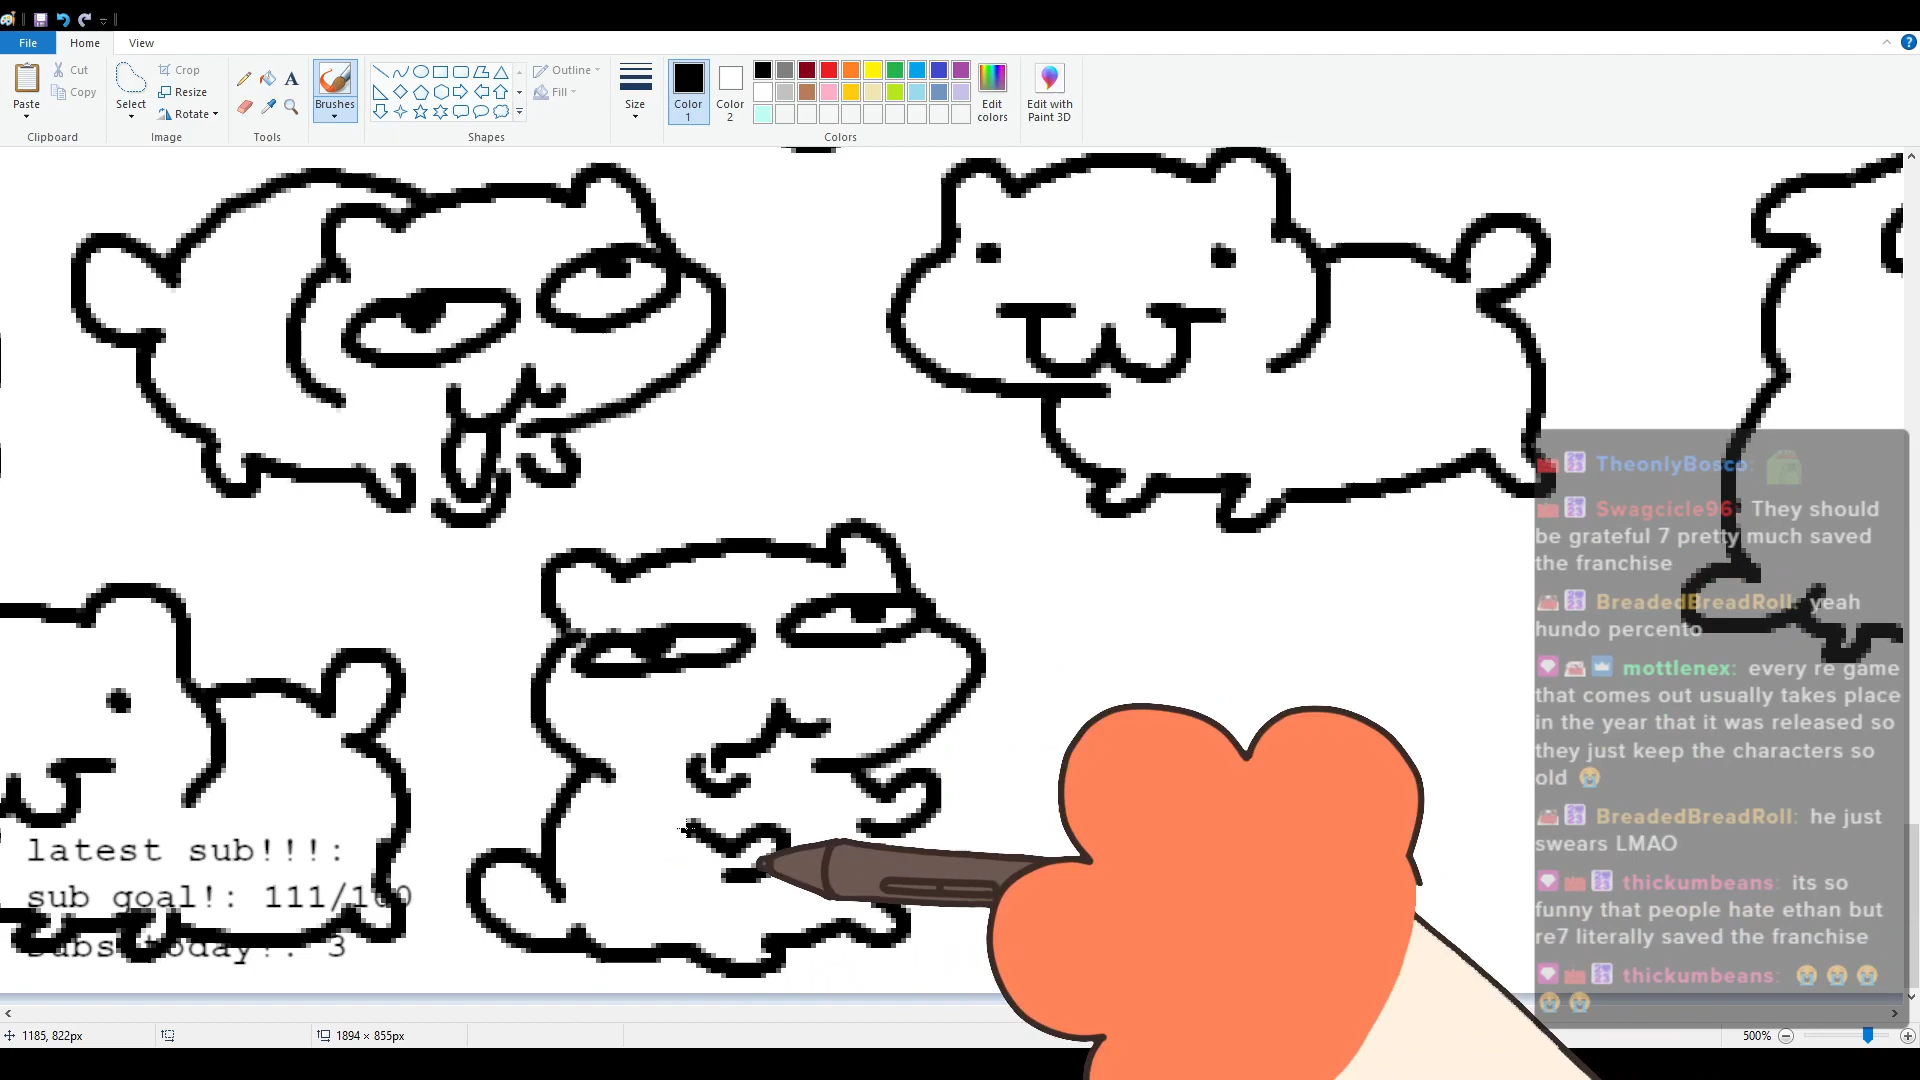 File Home View
Paste
Cut
Copy
Clipboard
Select
Crop
Resize
Rotate
Image
A
Tools
Brushes
Shapes
Outline
Fill
Size
Color
1
Color
2
Edit
colors
Colors
Edit with
Paint 3D
TheonlyBosco:
Swagcicle96: They should
be grateful 7 pretty much saved
the franchise
BreadedBreadRoll: yeah
hundo percento
mottlenex: every re game
that comes out usually takes place
in the year that it was released so
they just keep the characters so
old
BreadedBreadRoll: he just
swears LMAO
thickumbeans: its so
funny that people hate ethan but
re7 literally saved the franchise
thickumbeans:
latest sub!!!:
sub goal!: 111/100
subs today!: 3
1185, 822px
1894 × 855px
500%